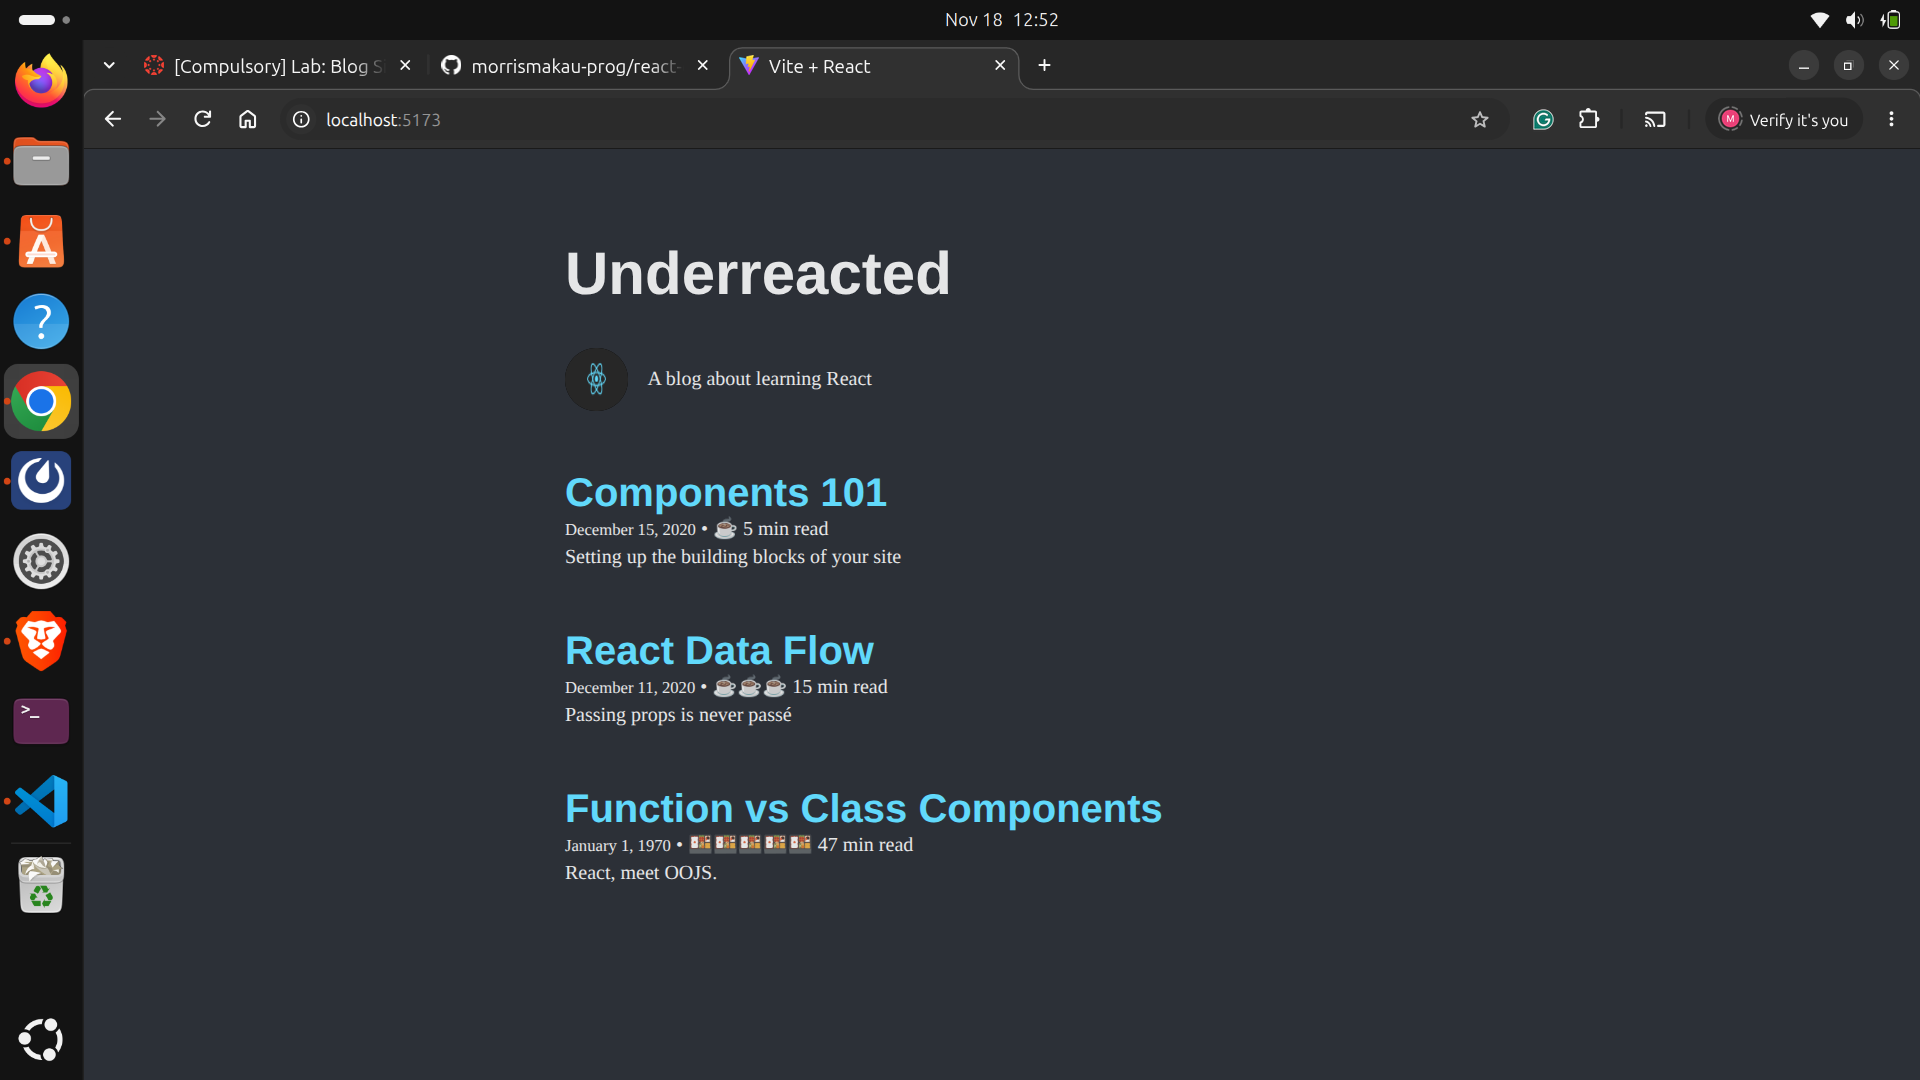 Nov 18 12:52
[Compulsory] Lab: Blog S
morrismakau-prog/react-
Vite + React
localhost:5173
M
Verify it's you
Underreacted
A blog about learning React
Components 101
December 15, 2020 • ☕ 5 min read
Setting up the building blocks of your site
React Data Flow
December 11, 2020 • ☕☕☕ 15 min read
Passing props is never passé
Function vs Class Components
January 1, 1970 • 🍱🍱🍱🍱🍱 47 min read
React, meet OOJS.